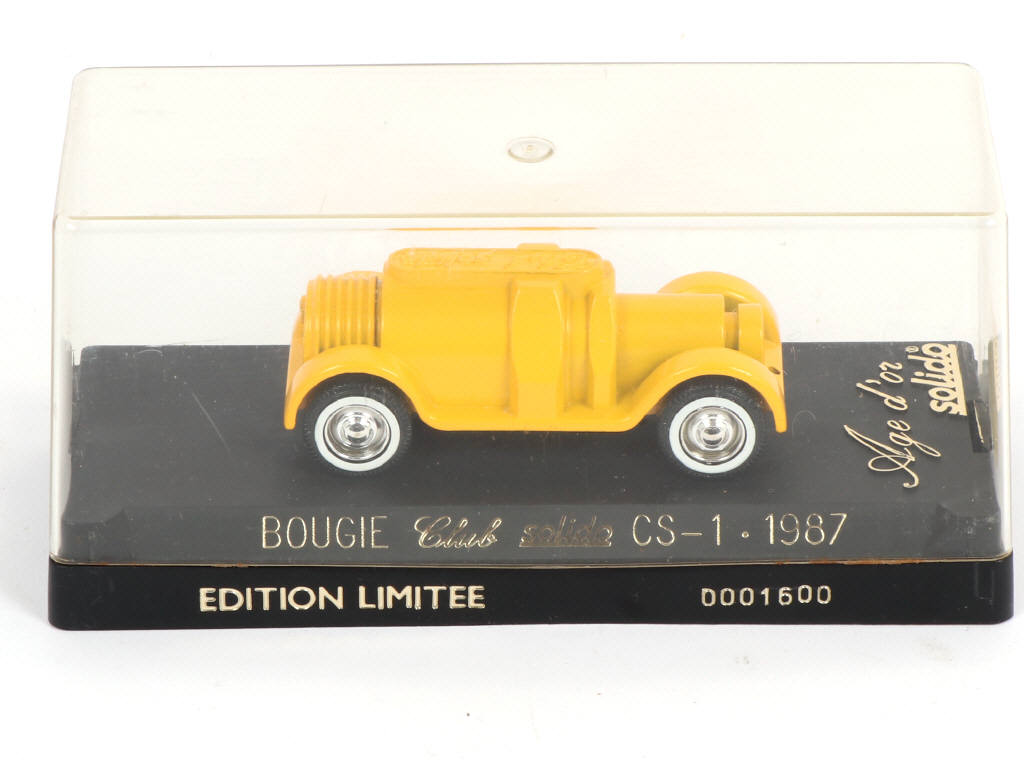 Age d'or
solido®
BOUGIE Club solido CS-1 · 1987
EDITION LIMITEE 0001600